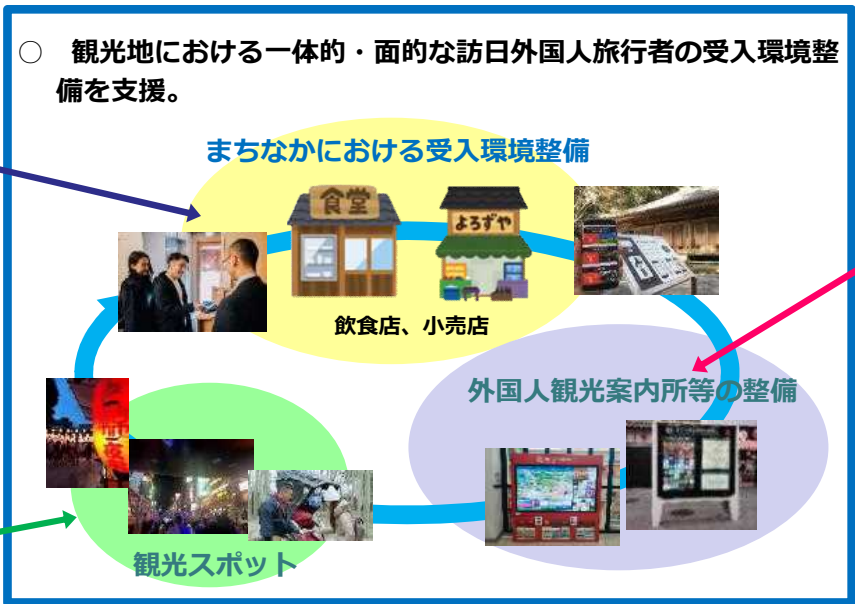 ○ 観光地における一体的・面的な訪日外国人旅行者の受入環境整
備を支援。
まちなかにおける受入環境整備
食堂
よろずや
飲食店、小売店
外国人観光案内所等の整備
観光スポット